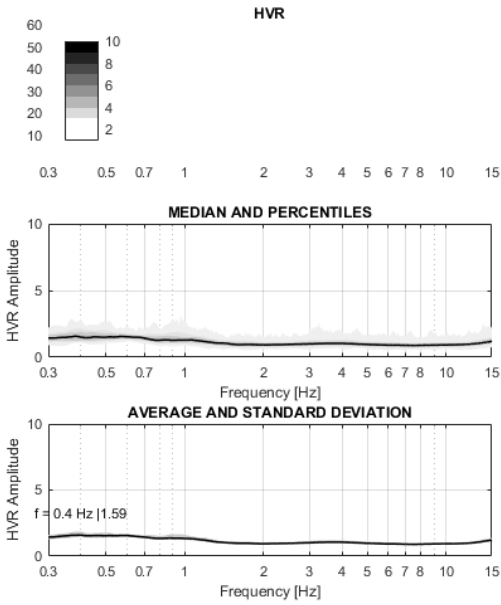 HVR
60
50
40
30
20
10
10
8
6
4
2
0.3 0.5 0.7 1 2 3 4 5 6 7 8 10 15
MEDIAN AND PERCENTILES
HVR Amplitude
10
5
0
0.3 0.5 0.7 1 2 3 4 5 6 7 8 10 15
Frequency [Hz]
AVERAGE AND STANDARD DEVIATION
HVR Amplitude
10
5
0
f = 0.4 Hz |1.59
0.3 0.5 0.7 1 2 3 4 5 6 7 8 10 15
Frequency [Hz]